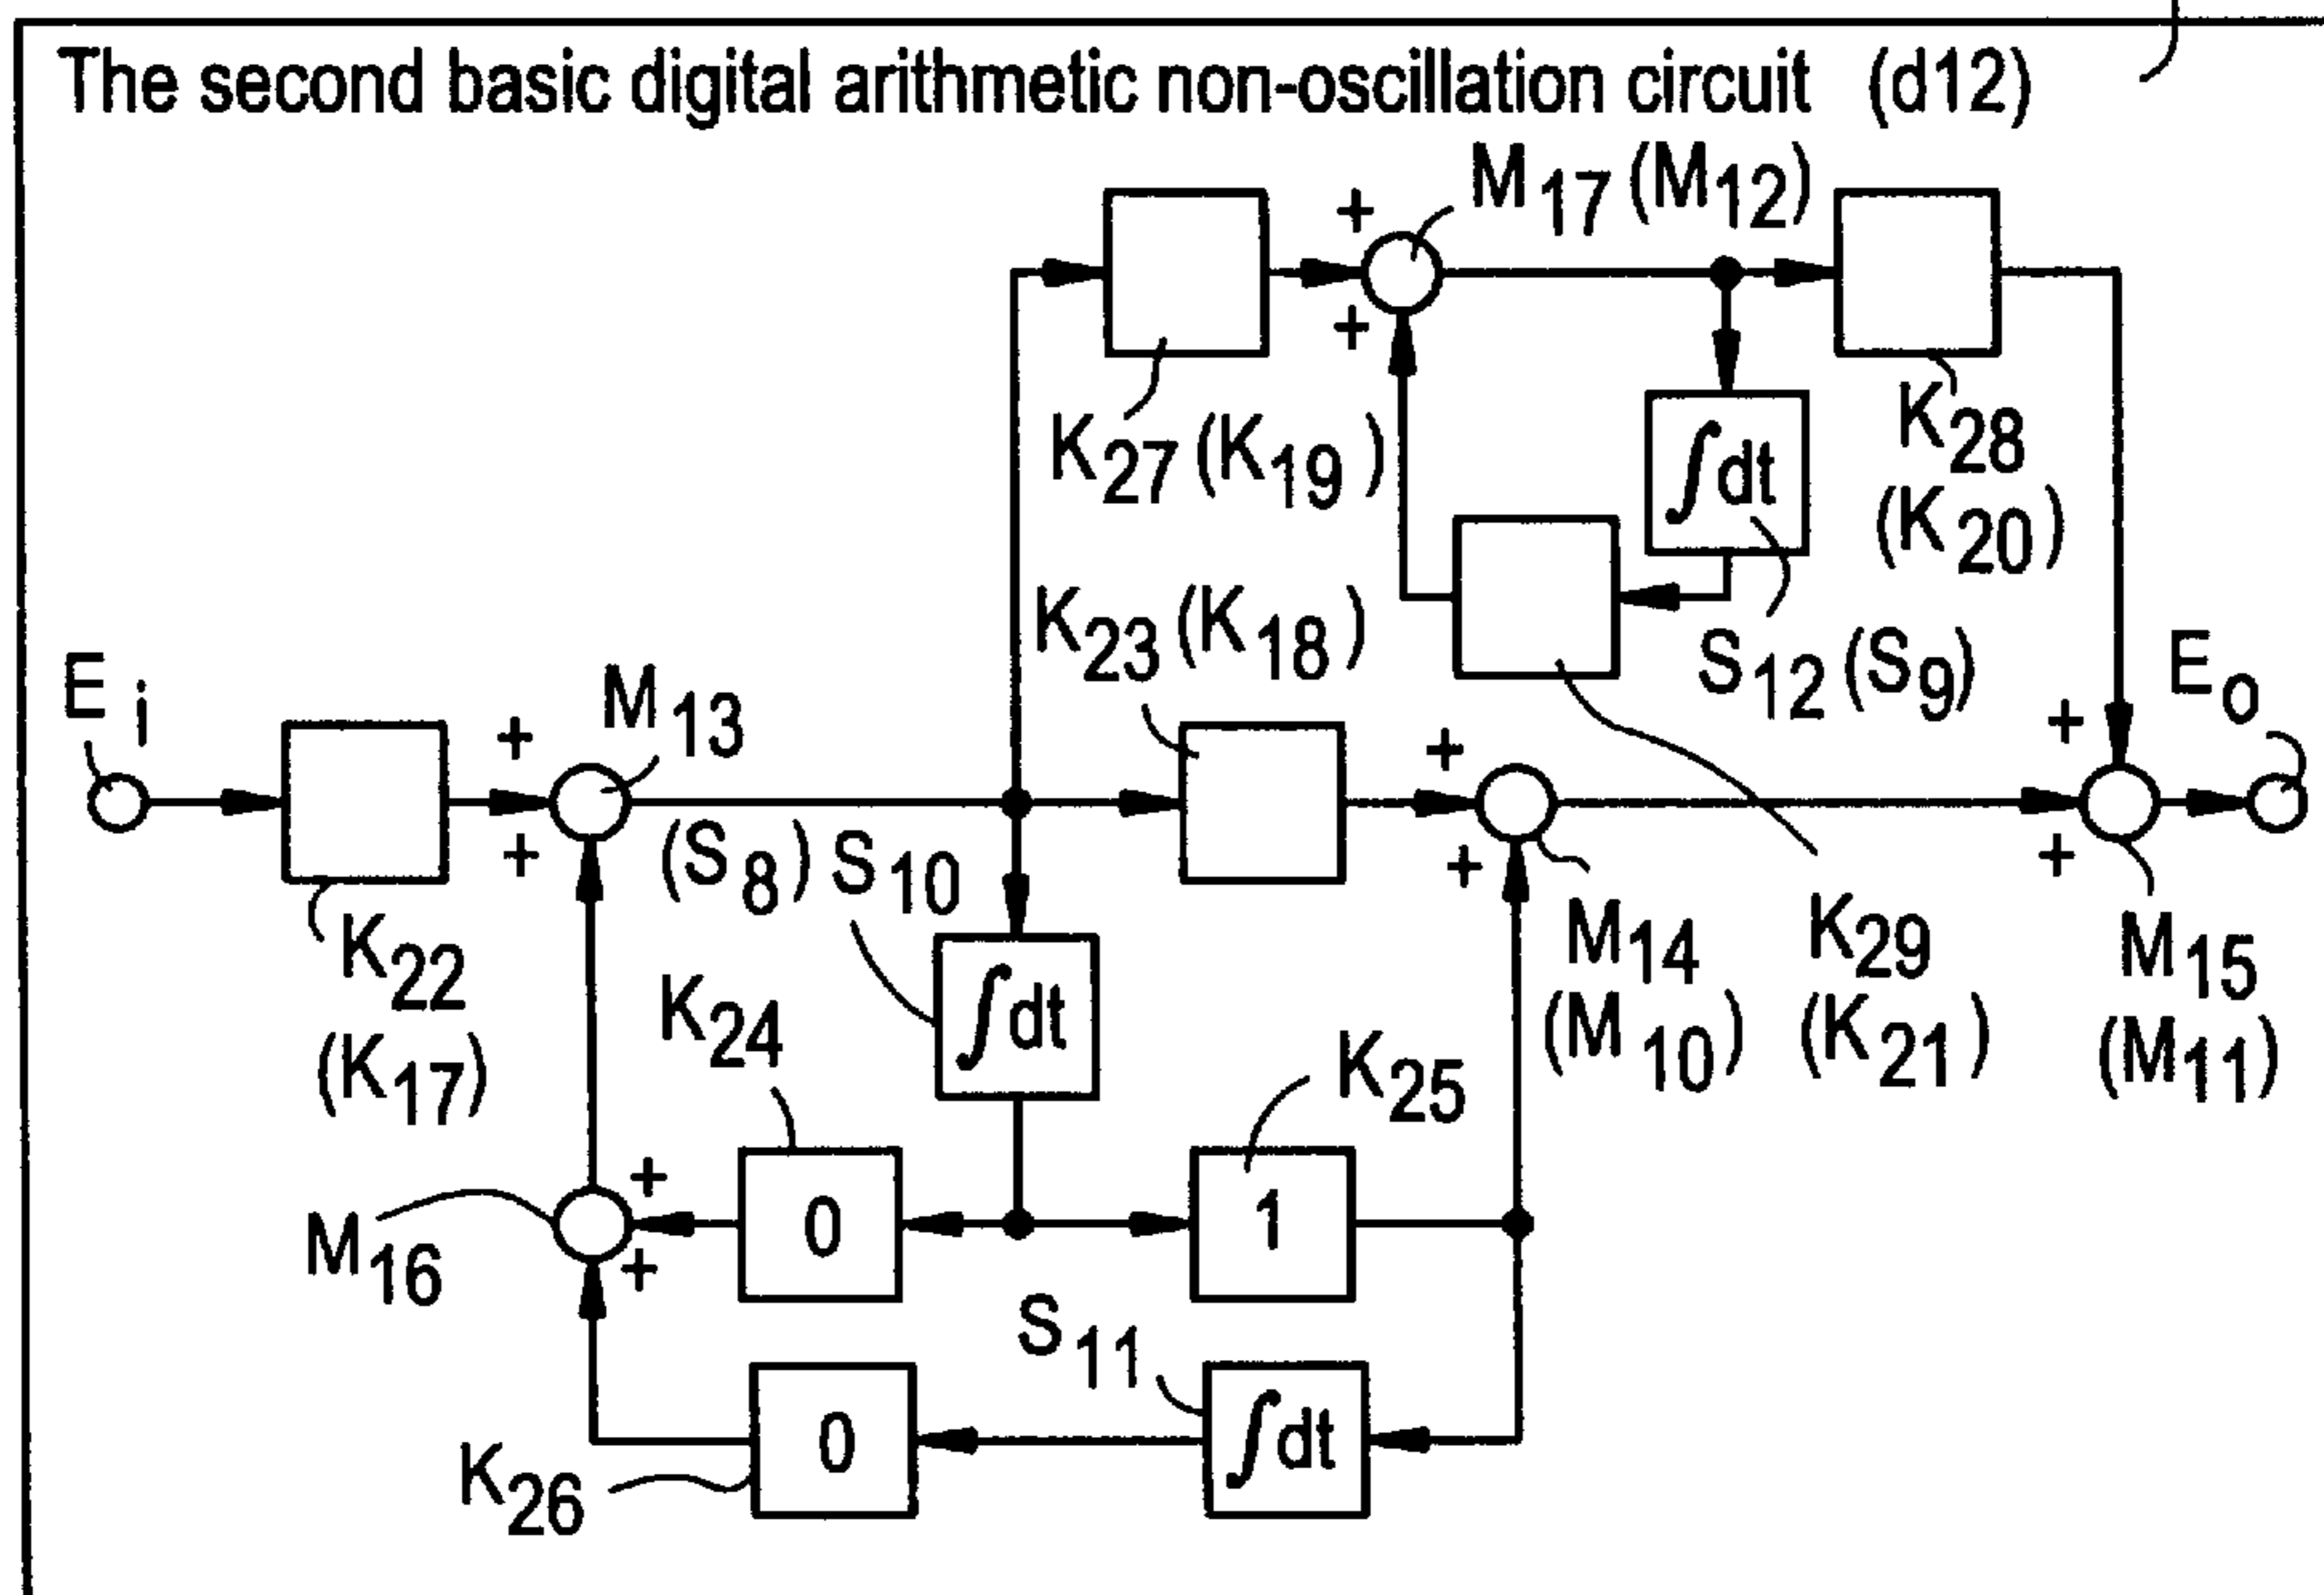 The second basic digital arithmetic non-oscillation circuit (d12)
M17 (M12)
+
+
K27 (K19)
K28
(K20)
∫dt
K23 (K18)
S12 (S9)
Ei
M13
Eo
+
+
+
+
+
+
(S8) S10
K22
(K17)
K24
∫dt
K25
M14
(M10)
K29
(K21)
M15
(M11)
M16
+
+
0
1
S11
K26
0
∫dt